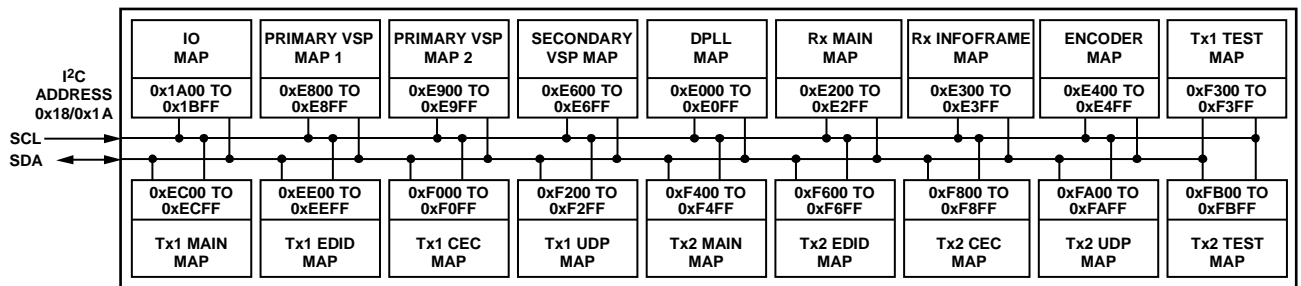 I2C
ADDRESS
0x18/0x1A
SCL
SDA
IO
MAP
0x1A00 TO
0x1BFF
PRIMARY VSP
MAP 1
0xE800 TO
0xE8FF
PRIMARY VSP
MAP 2
0xE900 TO
0xE9FF
SECONDARY
VSP MAP
0xE600 TO
0xE6FF
DPLL
MAP
0xE000 TO
0xE0FF
Rx MAIN
MAP
0xE200 TO
0xE2FF
Rx INFOFRAME
MAP
0xE300 TO
0xE3FF
ENCODER
MAP
0xE400 TO
0xE4FF
Tx1 TEST
MAP
0xF300 TO
0xF3FF
0xEC00 TO
0xECFF
Tx1 MAIN
MAP
0xEE00 TO
0xEEFF
Tx1 EDID
MAP
0xF000 TO
0xF0FF
Tx1 CEC
MAP
0xF200 TO
0xF2FF
Tx1 UDP
MAP
0xF400 TO
0xF4FF
Tx2 MAIN
MAP
0xF600 TO
0xF6FF
Tx2 EDID
MAP
0xF800 TO
0xF8FF
Tx2 CEC
MAP
0xFA00 TO
0xFAFF
Tx2 UDP
MAP
0xFB00 TO
0xFBFF
Tx2 TEST
MAP